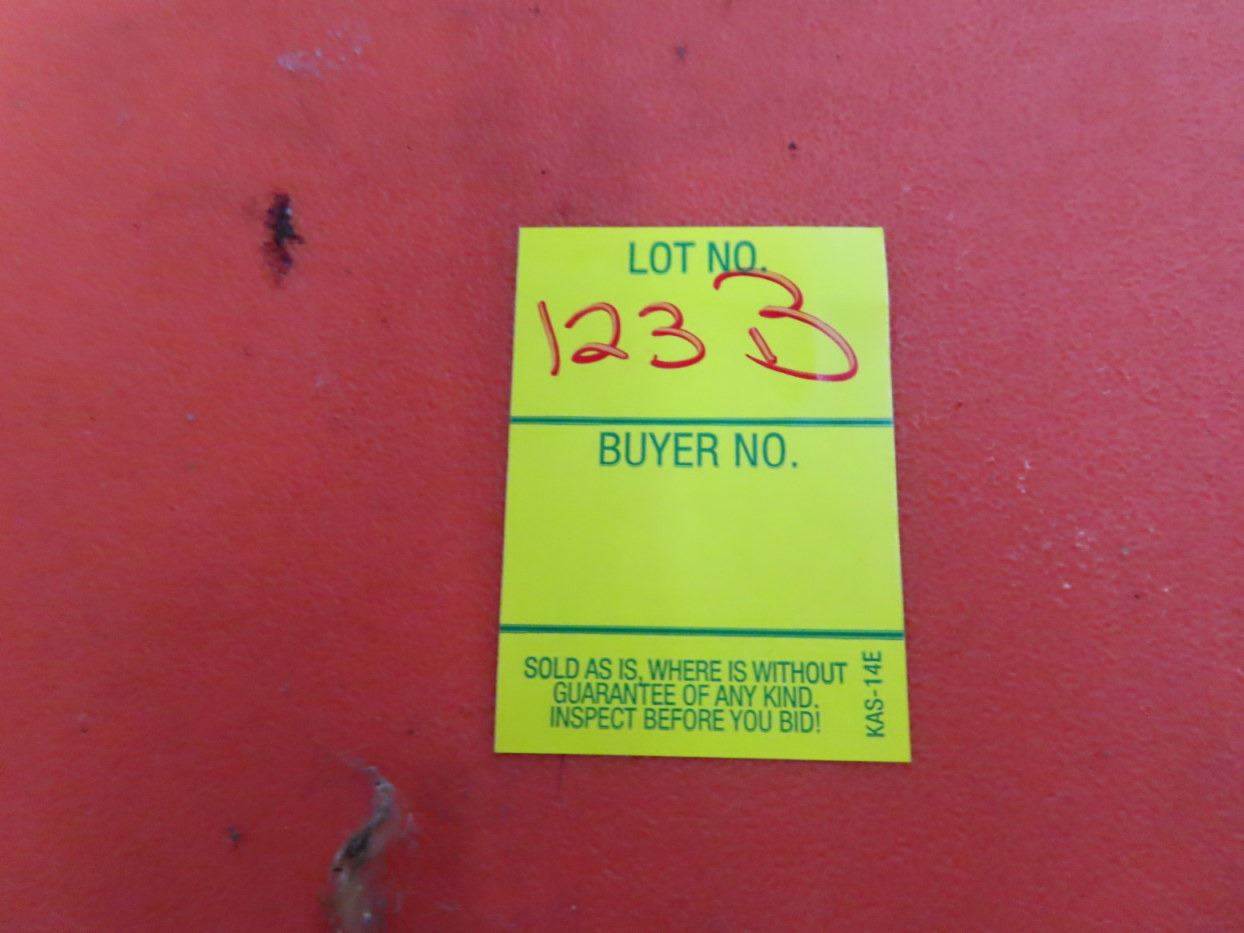 LOT NO.
123 B
BUYER NO.
SOLD AS IS, WHERE IS WITHOUT
GUARANTEE OF ANY KIND.
INSPECT BEFORE YOU BID!
KAS-14E